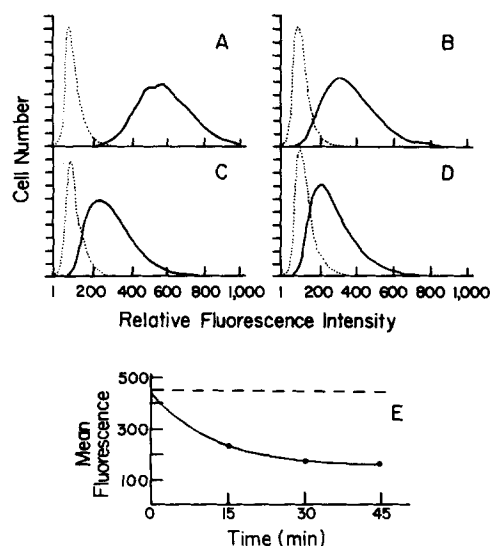 A
B
Cell Number
C
D
1 200 400 600 800 1,000
1 200 400 600 800 1,000
Relative Fluorescence Intensity
500
300
100
E
Mean
Fluorescence
0 15 30 45
Time (min)